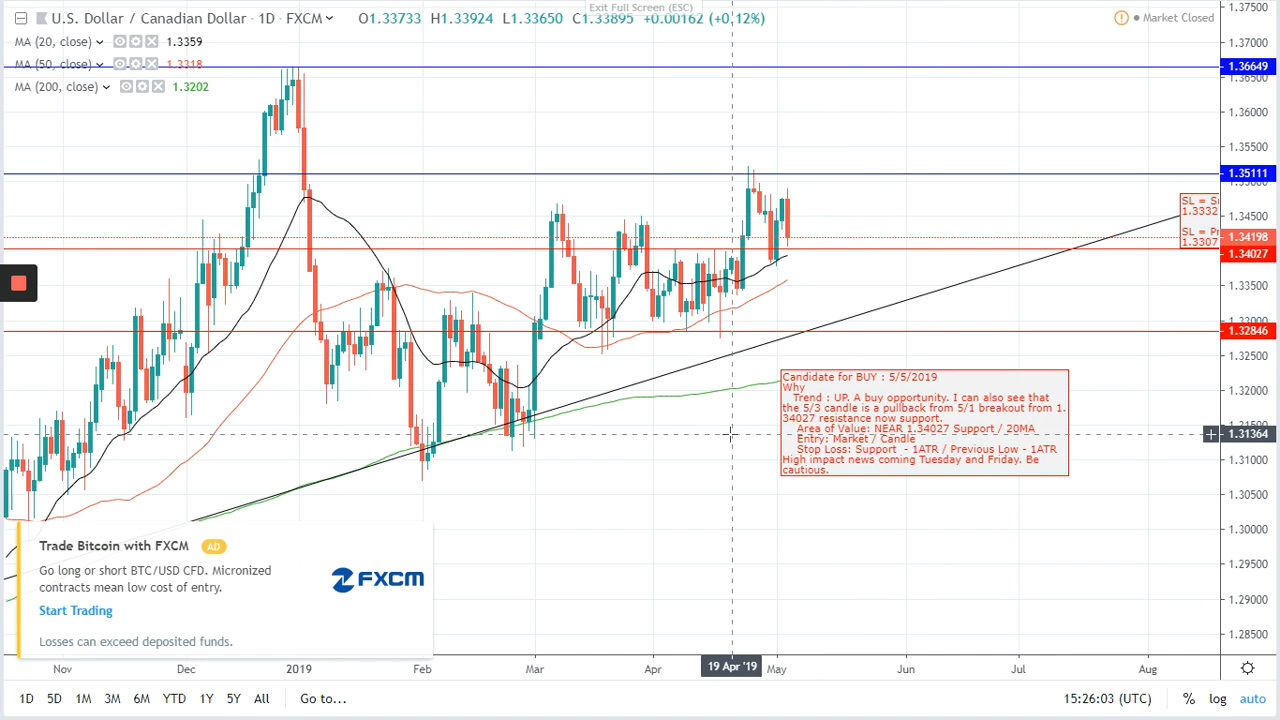 Exit Full Screen (ESC)
U.S. Dollar / Canadian Dollar · 1D · FXCM O1.33733 H1.33924 L1.33650 C1.33895 +0.00162 (+0.12%)
Market Closed
MA (20, close) 1.3359
MA (50, close) 1.3318
MA (200, close) 1.3202
1.37500
1.37000
1.36649
1.36500
1.36000
1.35500
1.35111
1.35000
1.34500
1.34198
1.34027
1.33500
1.33000
1.32846
1.32500
1.32000
1.31500
1.31364
1.31000
1.30500
1.30000
1.29500
1.29000
1.28500
SL = S
1.3332
SL = P
1.3307
Candidate for BUY : 5/5/2019
Why
Trend : UP. A buy opportunity. I can also see that
the 5/3 candle is a pullback from 5/1 breakout from 1.
34027 resistance now support.
Area of Value: NEAR 1.34027 Support / 20MA
Entry: Market / Candle
Stop Loss: Support - 1ATR / Previous Low - 1ATR
High impact news coming Tuesday and Friday. Be
cautious.
Trade Bitcoin with FXCM AD
Go long or short BTC/USD CFD. Micronized
contracts mean low cost of entry.
FXCM
Start Trading
Losses can exceed deposited funds.
Nov Dec 2019 Feb Mar Apr 19 Apr '19 May Jun Jul Aug
1D 5D 1M 3M 6M YTD 1Y 5Y All Go to... 15:26:03 (UTC) % log auto